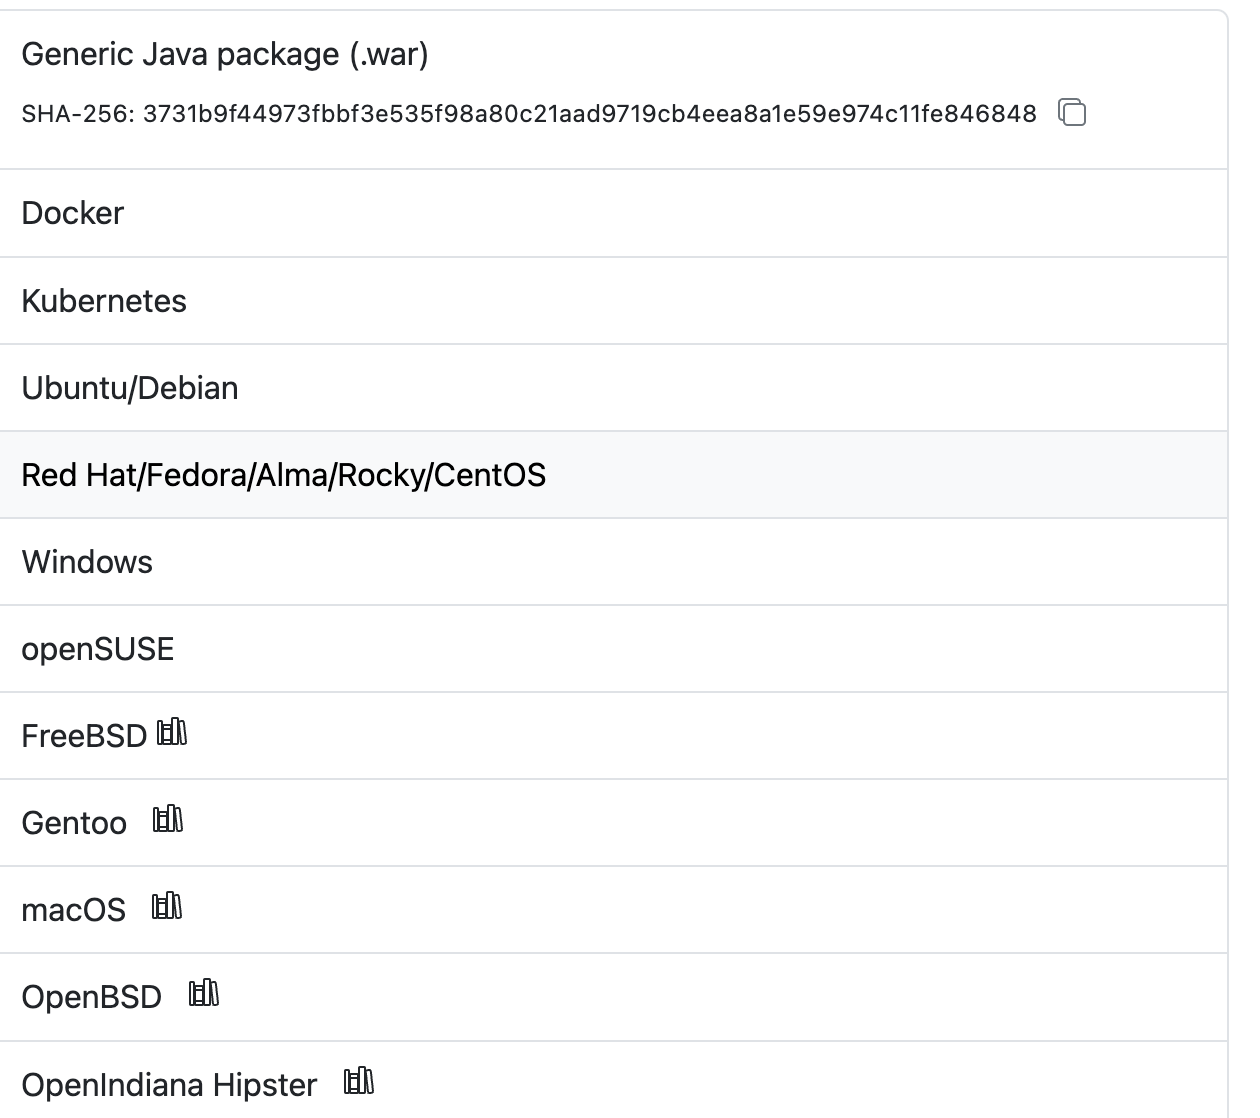 Generic Java package (.war)
SHA-256: 3731b9f44973fbbf3e535f98a80c21aad9719cb4eea8a1e59e974c11fe846848
Docker
Kubernetes
Ubuntu/Debian
Red Hat/Fedora/Alma/Rocky/CentOS
Windows
openSUSE
FreeBSD
Gentoo
macOS
OpenBSD
OpenIndiana Hipster